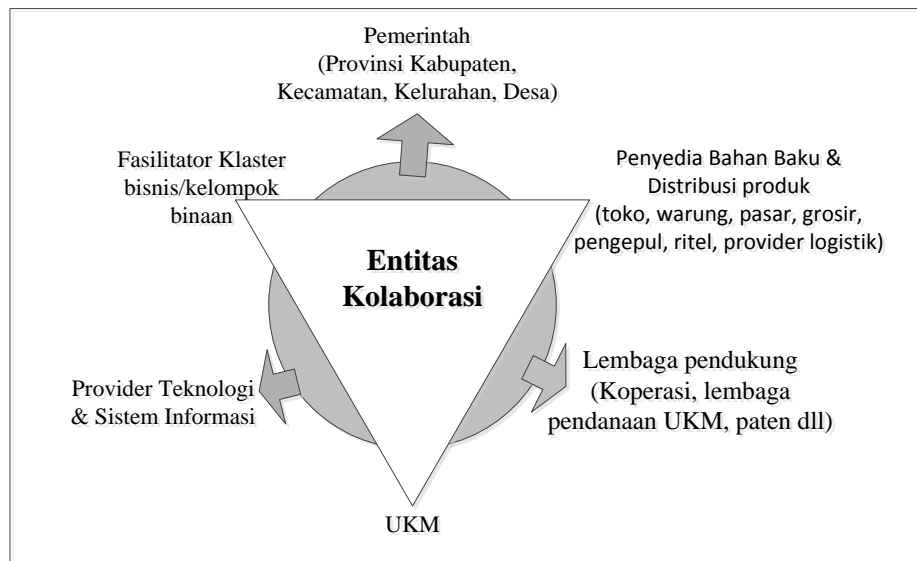 Pemerintah
(Provinsi Kabupaten,
Kecamatan, Kelurahan, Desa)
Fasilitator Klaster
bisnis/kelompok
binaan
Penyedia Bahan Baku &
Distribusi produk
(toko, warung, pasar, grosir,
pengepul, ritel, provider logistik)
Entitas
Kolaborasi
Provider Teknologi
& Sistem Informasi
Lembaga pendukung
(Koperasi, lembaga
pendanaan UKM, paten dll)
UKM